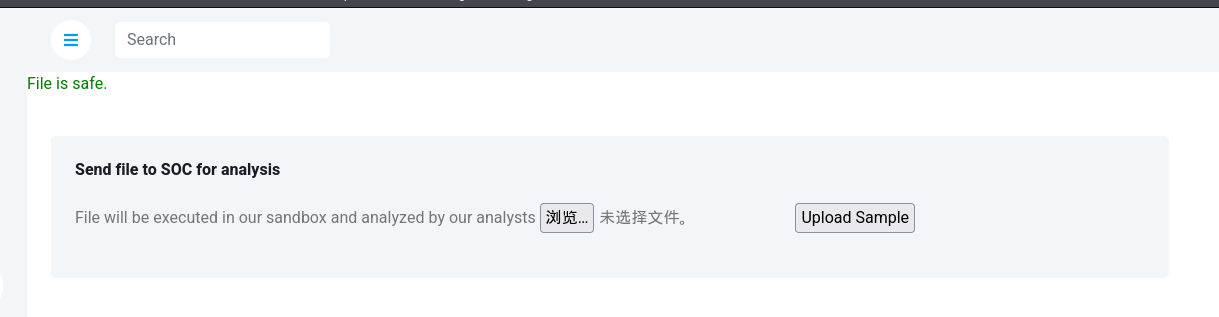 Search
File is safe.
Send file to SOC for analysis
File will be executed in our sandbox and analyzed by our analysts 浏览... 未选择文件。 Upload Sample